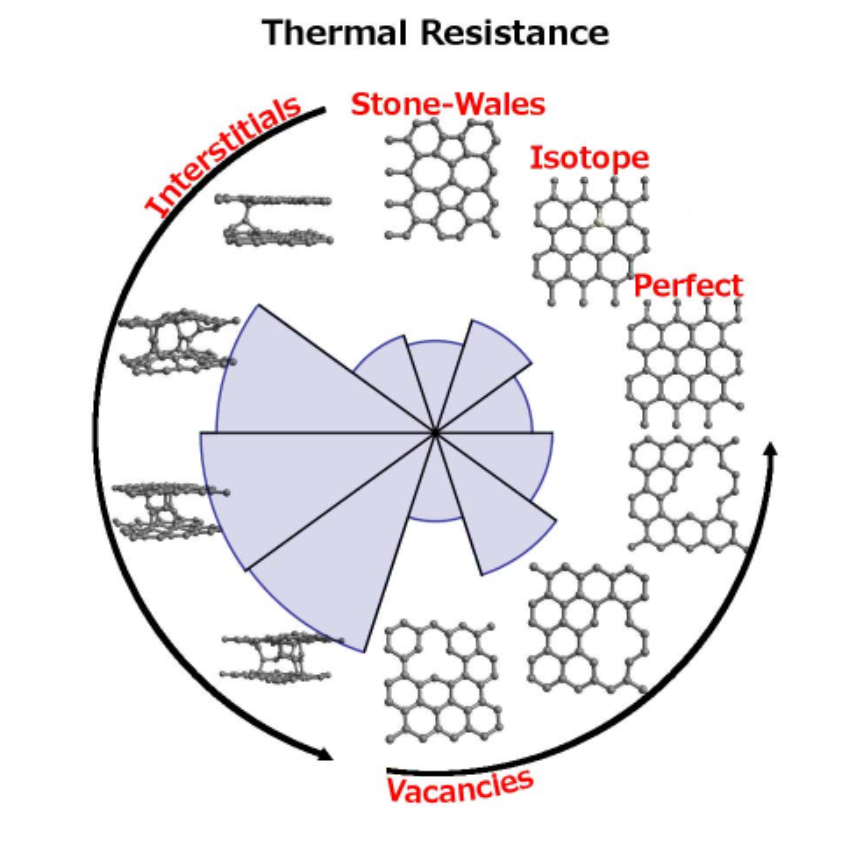 Thermal Resistance
Stone-Wales
Interstitials
Isotope
Perfect
Vacancies